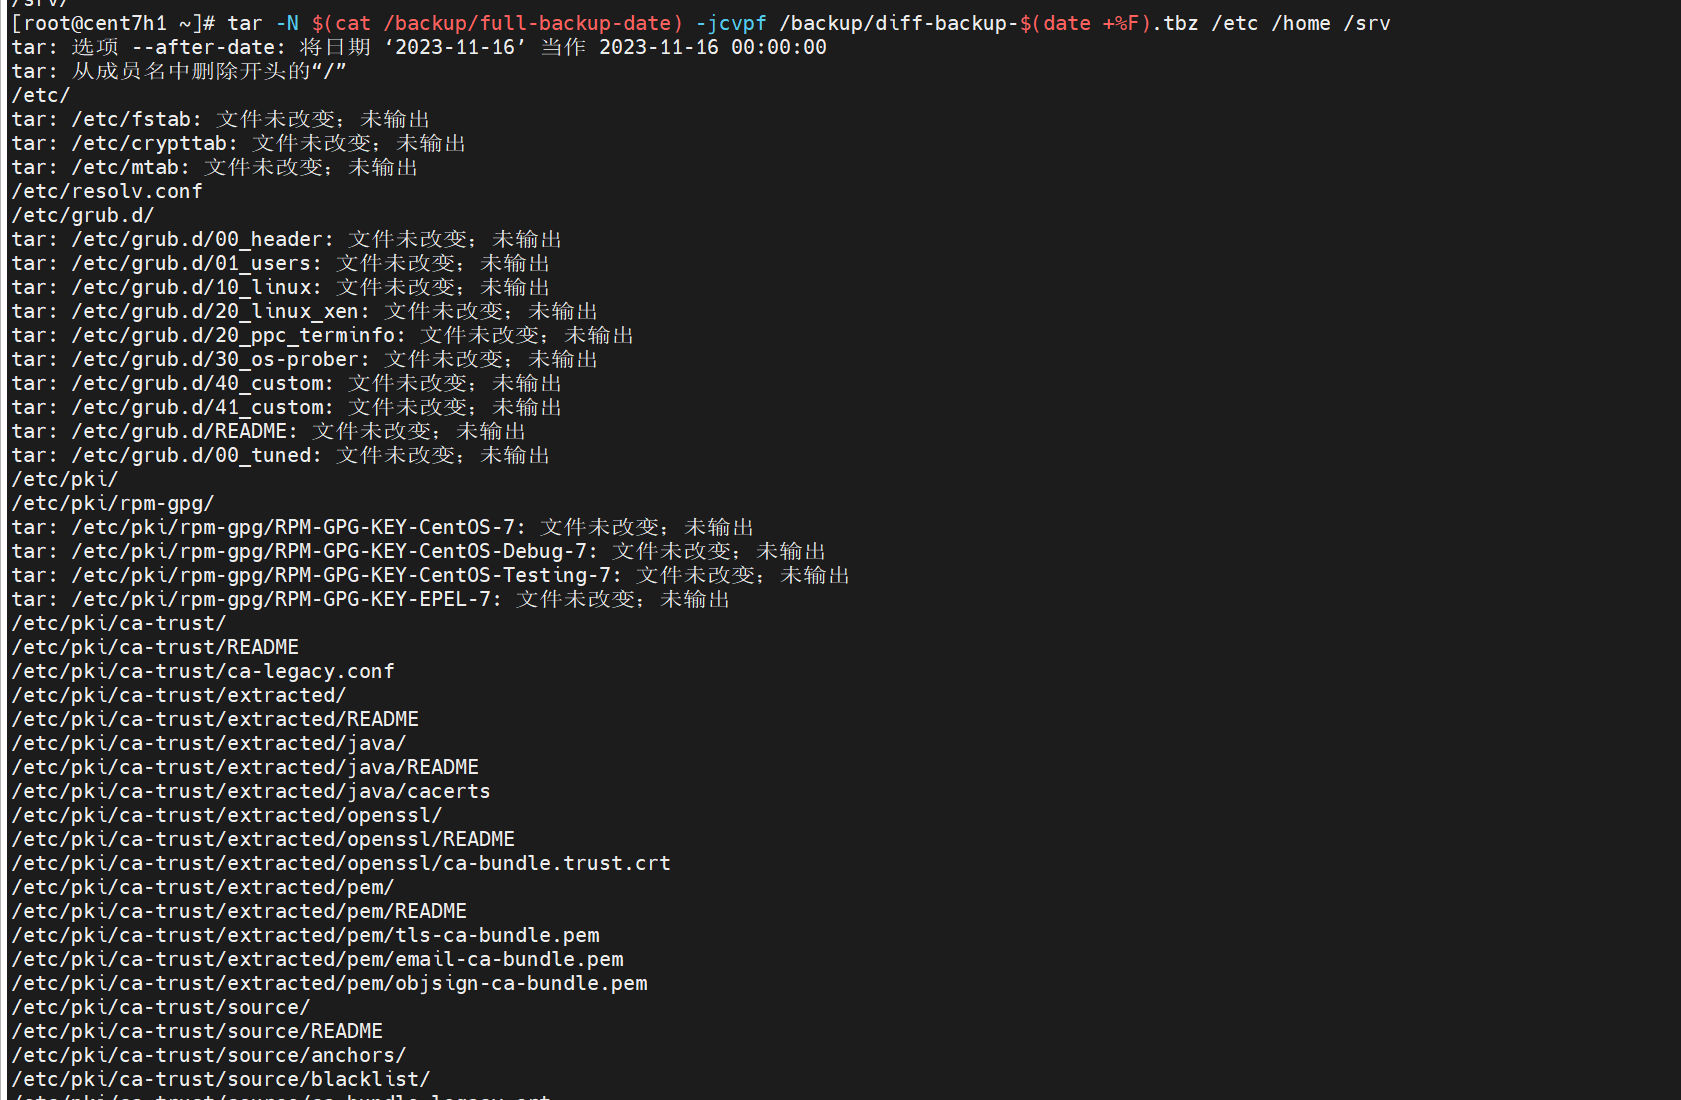 /srv/
[root@cent7h1 ~]# tar -N $(cat /backup/full-backup-date) -jcvpf /backup/diff-backup-$(date +%F).tbz /etc /home /srv
tar: 选项 --after-date: 将日期 ‘2023-11-16’ 当作 2023-11-16 00:00:00
tar: 从成员名中删除开头的“/”
/etc/
tar: /etc/fstab: 文件未改变；未输出
tar: /etc/crypttab: 文件未改变；未输出
tar: /etc/mtab: 文件未改变；未输出
/etc/resolv.conf
/etc/grub.d/
tar: /etc/grub.d/00_header: 文件未改变；未输出
tar: /etc/grub.d/01_users: 文件未改变；未输出
tar: /etc/grub.d/10_linux: 文件未改变；未输出
tar: /etc/grub.d/20_linux_xen: 文件未改变；未输出
tar: /etc/grub.d/20_ppc_terminfo: 文件未改变；未输出
tar: /etc/grub.d/30_os-prober: 文件未改变；未输出
tar: /etc/grub.d/40_custom: 文件未改变；未输出
tar: /etc/grub.d/41_custom: 文件未改变；未输出
tar: /etc/grub.d/README: 文件未改变；未输出
tar: /etc/grub.d/00_tuned: 文件未改变；未输出
/etc/pki/
/etc/pki/rpm-gpg/
tar: /etc/pki/rpm-gpg/RPM-GPG-KEY-CentOS-7: 文件未改变；未输出
tar: /etc/pki/rpm-gpg/RPM-GPG-KEY-CentOS-Debug-7: 文件未改变；未输出
tar: /etc/pki/rpm-gpg/RPM-GPG-KEY-CentOS-Testing-7: 文件未改变；未输出
tar: /etc/pki/rpm-gpg/RPM-GPG-KEY-EPEL-7: 文件未改变；未输出
/etc/pki/ca-trust/
/etc/pki/ca-trust/README
/etc/pki/ca-trust/ca-legacy.conf
/etc/pki/ca-trust/extracted/
/etc/pki/ca-trust/extracted/README
/etc/pki/ca-trust/extracted/java/
/etc/pki/ca-trust/extracted/java/README
/etc/pki/ca-trust/extracted/java/cacerts
/etc/pki/ca-trust/extracted/openssl/
/etc/pki/ca-trust/extracted/openssl/README
/etc/pki/ca-trust/extracted/openssl/ca-bundle.trust.crt
/etc/pki/ca-trust/extracted/pem/
/etc/pki/ca-trust/extracted/pem/README
/etc/pki/ca-trust/extracted/pem/tls-ca-bundle.pem
/etc/pki/ca-trust/extracted/pem/email-ca-bundle.pem
/etc/pki/ca-trust/extracted/pem/objsign-ca-bundle.pem
/etc/pki/ca-trust/source/
/etc/pki/ca-trust/source/README
/etc/pki/ca-trust/source/anchors/
/etc/pki/ca-trust/source/blacklist/
/etc/pki/ca-trust/source/ca-bundle.legacy.crt